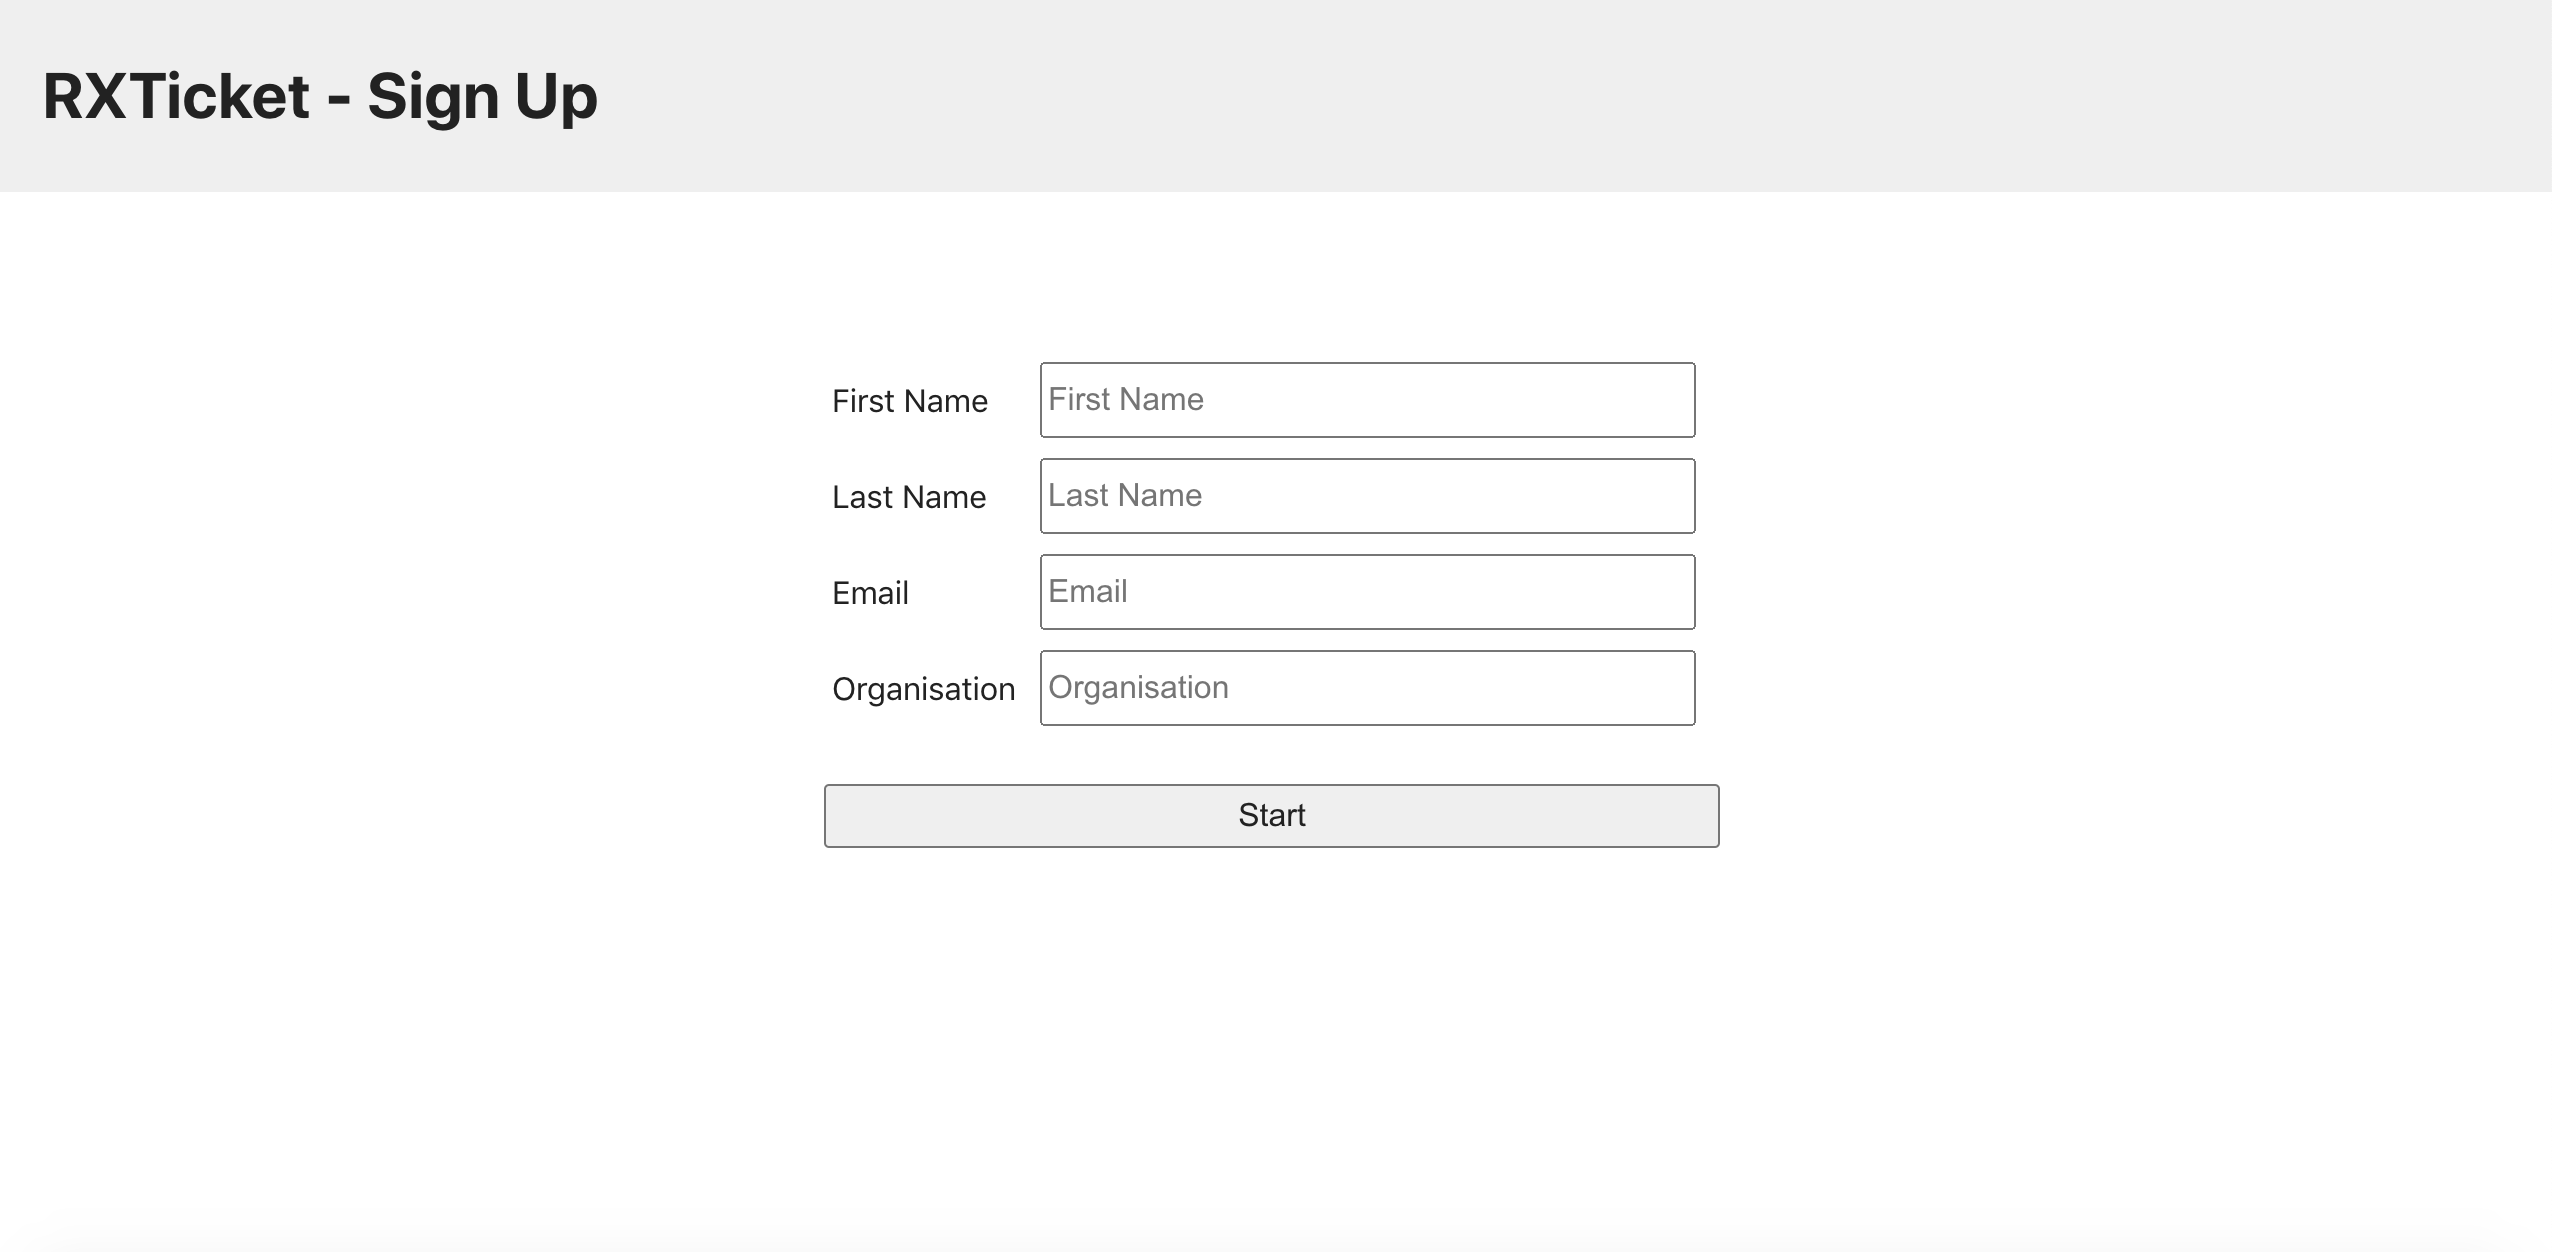 RXTicket - Sign Up
First Name First Name
Last Name Last Name
Email Email
Organisation Organisation
Start